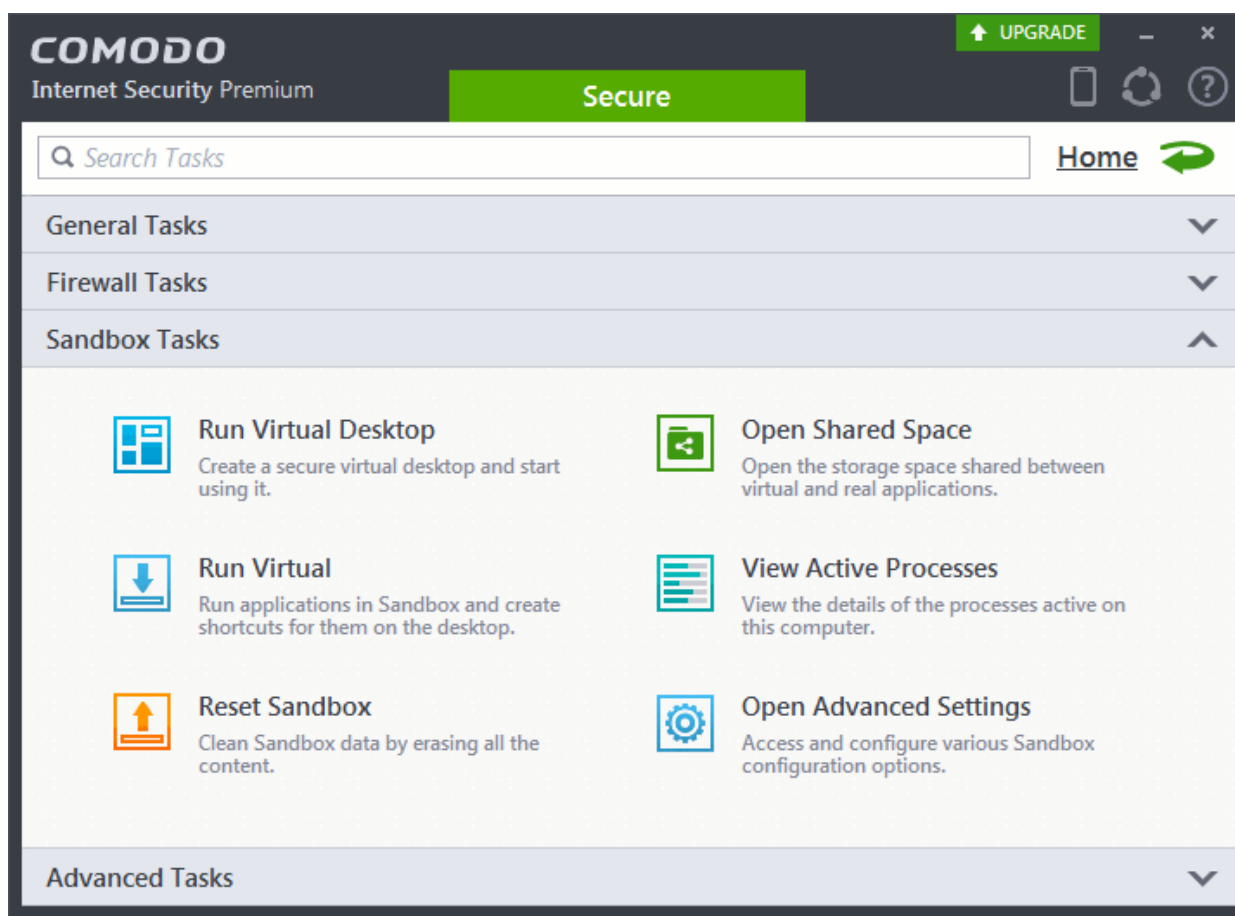 COMODO
Internet Security Premium
UPGRADE
Secure
Search Tasks
Home
General Tasks
Firewall Tasks
Sandbox Tasks
Run Virtual Desktop
Create a secure virtual desktop and start
using it.
Open Shared Space
Open the storage space shared between
virtual and real applications.
Run Virtual
Run applications in Sandbox and create
shortcuts for them on the desktop.
View Active Processes
View the details of the processes active on
this computer.
Reset Sandbox
Clean Sandbox data by erasing all the
content.
Open Advanced Settings
Access and configure various Sandbox
configuration options.
Advanced Tasks